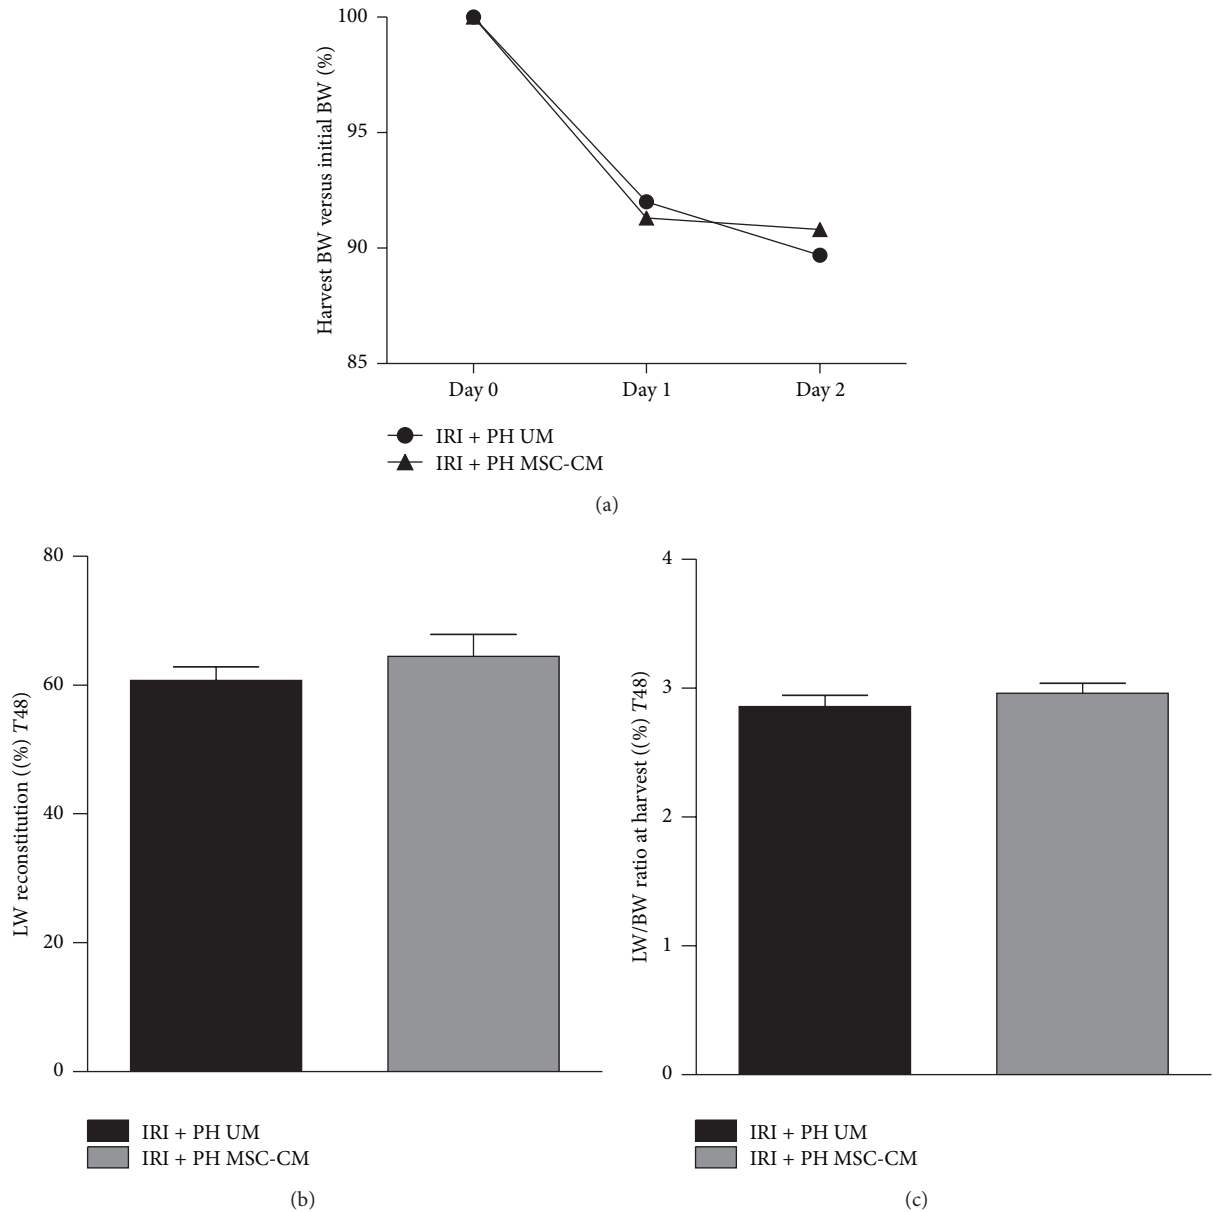 Harvest BW versus initial BW (%)
100
95
90
85
Day 0 Day 1 Day 2
IRI + PH UM
IRI + PH MSC-CM
(a)
LW reconstitution ((%) T48)
80
60
40
20
0
IRI + PH UM
IRI + PH MSC-CM
(b)
LW/BW ratio at harvest ((%) T48)
4
3
2
1
0
IRI + PH UM
IRI + PH MSC-CM
(c)